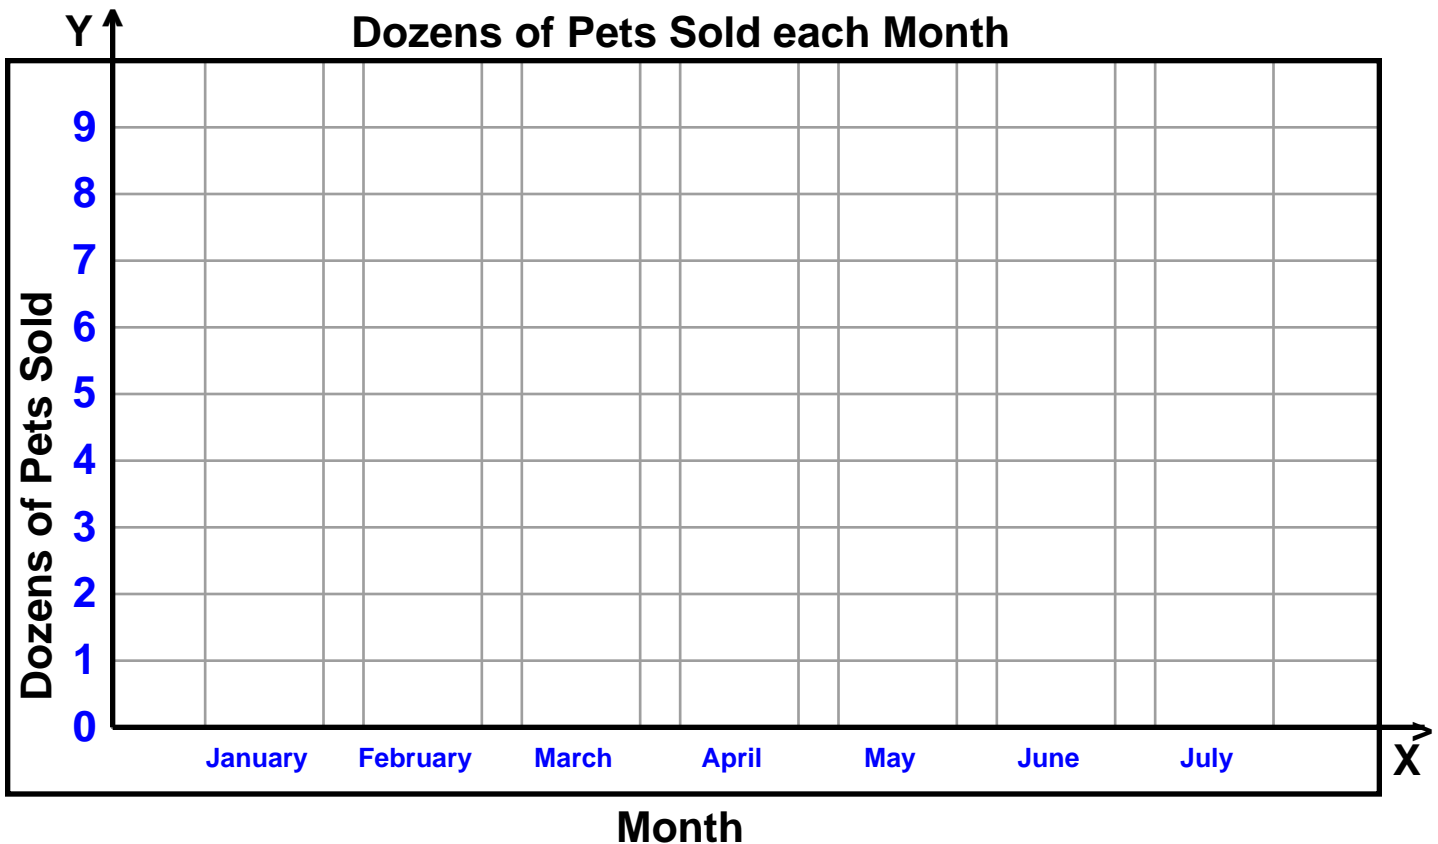 Y
Dozens of Pets Sold each Month
9
8
7
6
5
4
3
2
1
0
Dozens of Pets Sold
January February March April May June July
X
Month